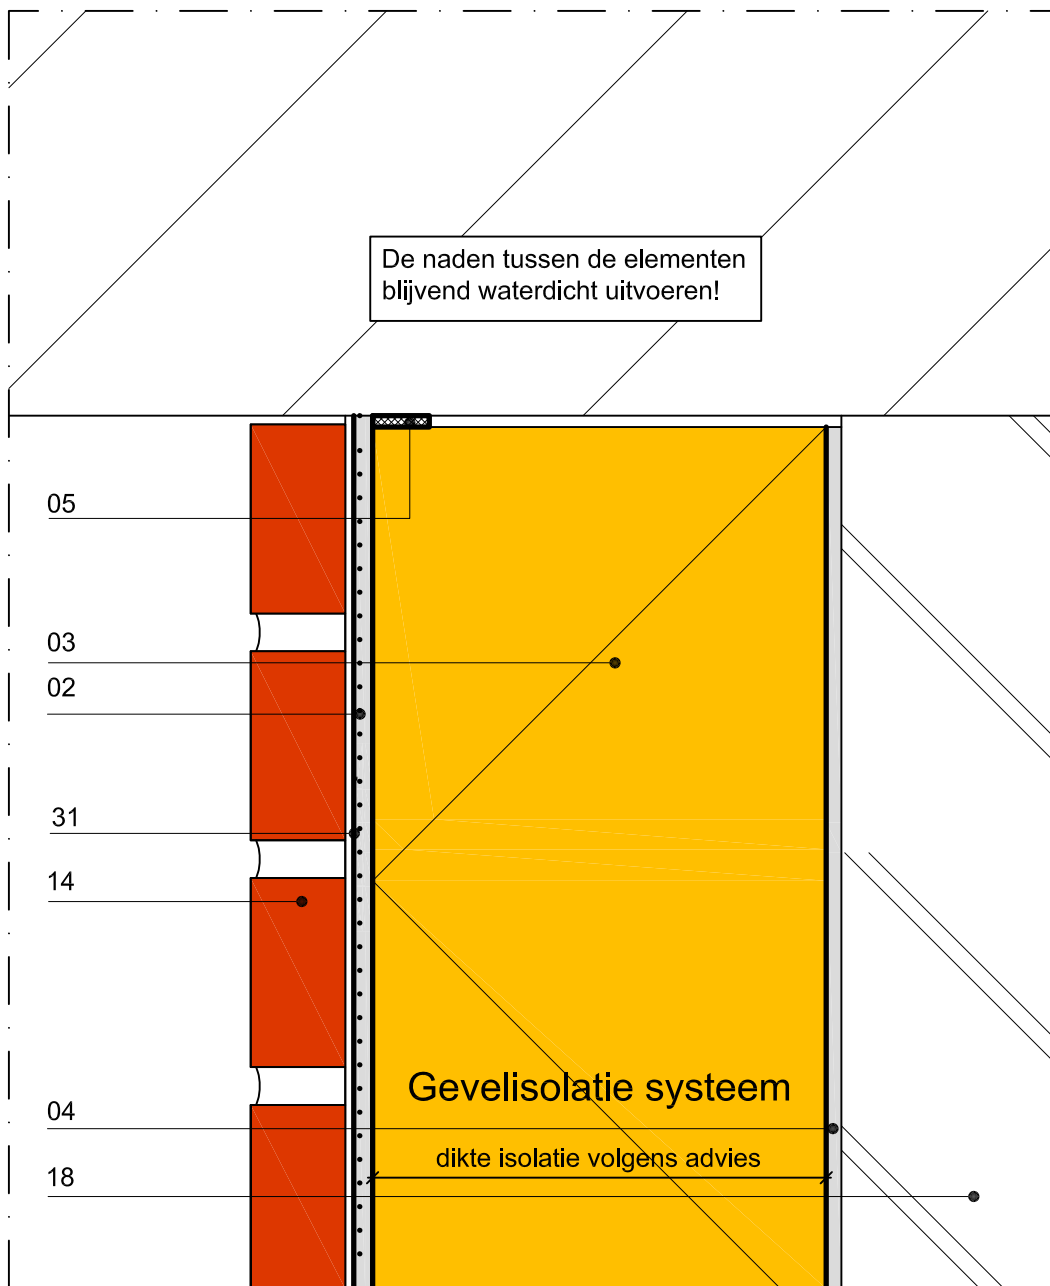 De naden tussen de elementen
blijvend waterdicht uitvoeren!
05
03
02
31
14
Gevelisolatie systeem
04
dikte isolatie volgens advies
18